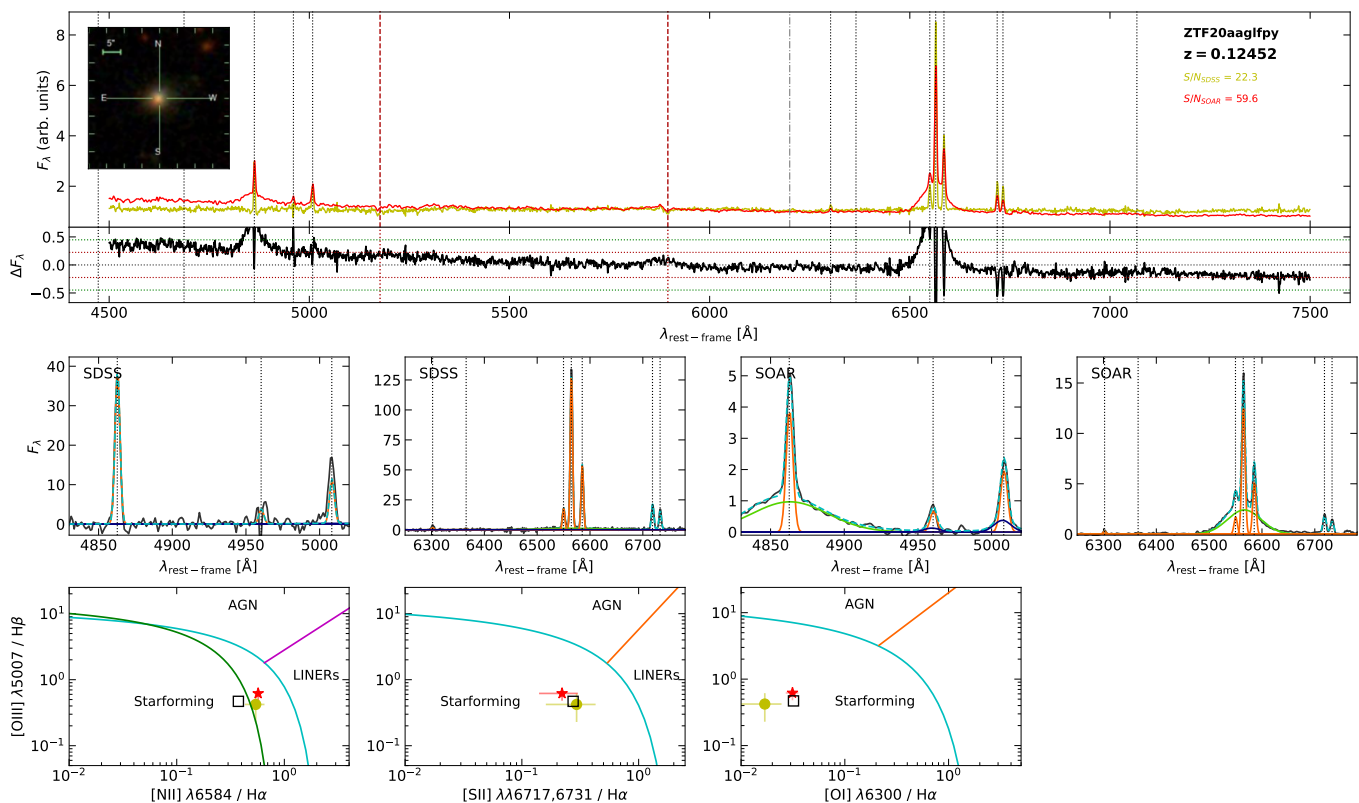 ZTF20aaglfpy
z = 0.12452
S/N_SDSS = 22.3
S/N_SOAR = 59.6
5"
N
E
W
S
8
6
4
2
F_λ (arb. units)
0.5
0.0
−0.5
ΔF_λ
4500 5000 5500 6000 6500 7000 7500
λ_rest−frame [Å]
SDSS
40
30
20
10
0
F_λ
4850 4900 4950 5000
λ_rest−frame [Å]
SDSS
125
100
75
50
25
0
6300 6400 6500 6600 6700
λ_rest−frame [Å]
SOAR
5
4
3
2
1
0
4850 4900 4950 5000
λ_rest−frame [Å]
SOAR
15
10
5
0
6300 6400 6500 6600 6700
λ_rest−frame [Å]
[OIII] λ5007 / Hβ
10^1
10^0
10^−1
AGN
LINERs
Starforming
10^−2 10^−1 10^0
[NII] λ6584 / Hα
10^1
10^0
10^−1
AGN
LINERs
Starforming
10^−2 10^−1 10^0
[SII] λλ6717,6731 / Hα
10^1
10^0
10^−1
AGN
Starforming
10^−2 10^−1 10^0
[OI] λ6300 / Hα